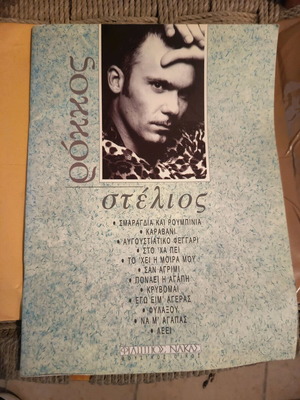 ρόκκος
στέλιος
• ΣΜΑΡΑΓΔΙΑ ΚΑΙ ΡΟΥΜΠΙΝΙΑ
• ΚΑΡΑΒΑΝΙ
• ΑΥΓΟΥΣΤΙΑΤΙΚΟ ΦΕΓΓΑΡΙ
• ΣΤΟ 'ΧΑ ΠΕΙ
• ΤΟ 'ΧΕΙ Η ΜΟΙΡΑ ΜΟΥ
• ΣΑΝ ΑΓΡΙΜΙ
• ΠΟΝΑΕΙ Η ΑΓΑΠΗ
• ΚΡΥΒΟΜΑΙ
• ΕΓΩ ΕΙΜ' ΑΓΕΡΑΣ
• ΦΥΛΑΞΟΥ
• ΝΑ Μ' ΑΓΑΠΑΣ
• ΛΕΕΙ
ΦΙΛΙΠΠΟΣ ΝΑΚΑΣ